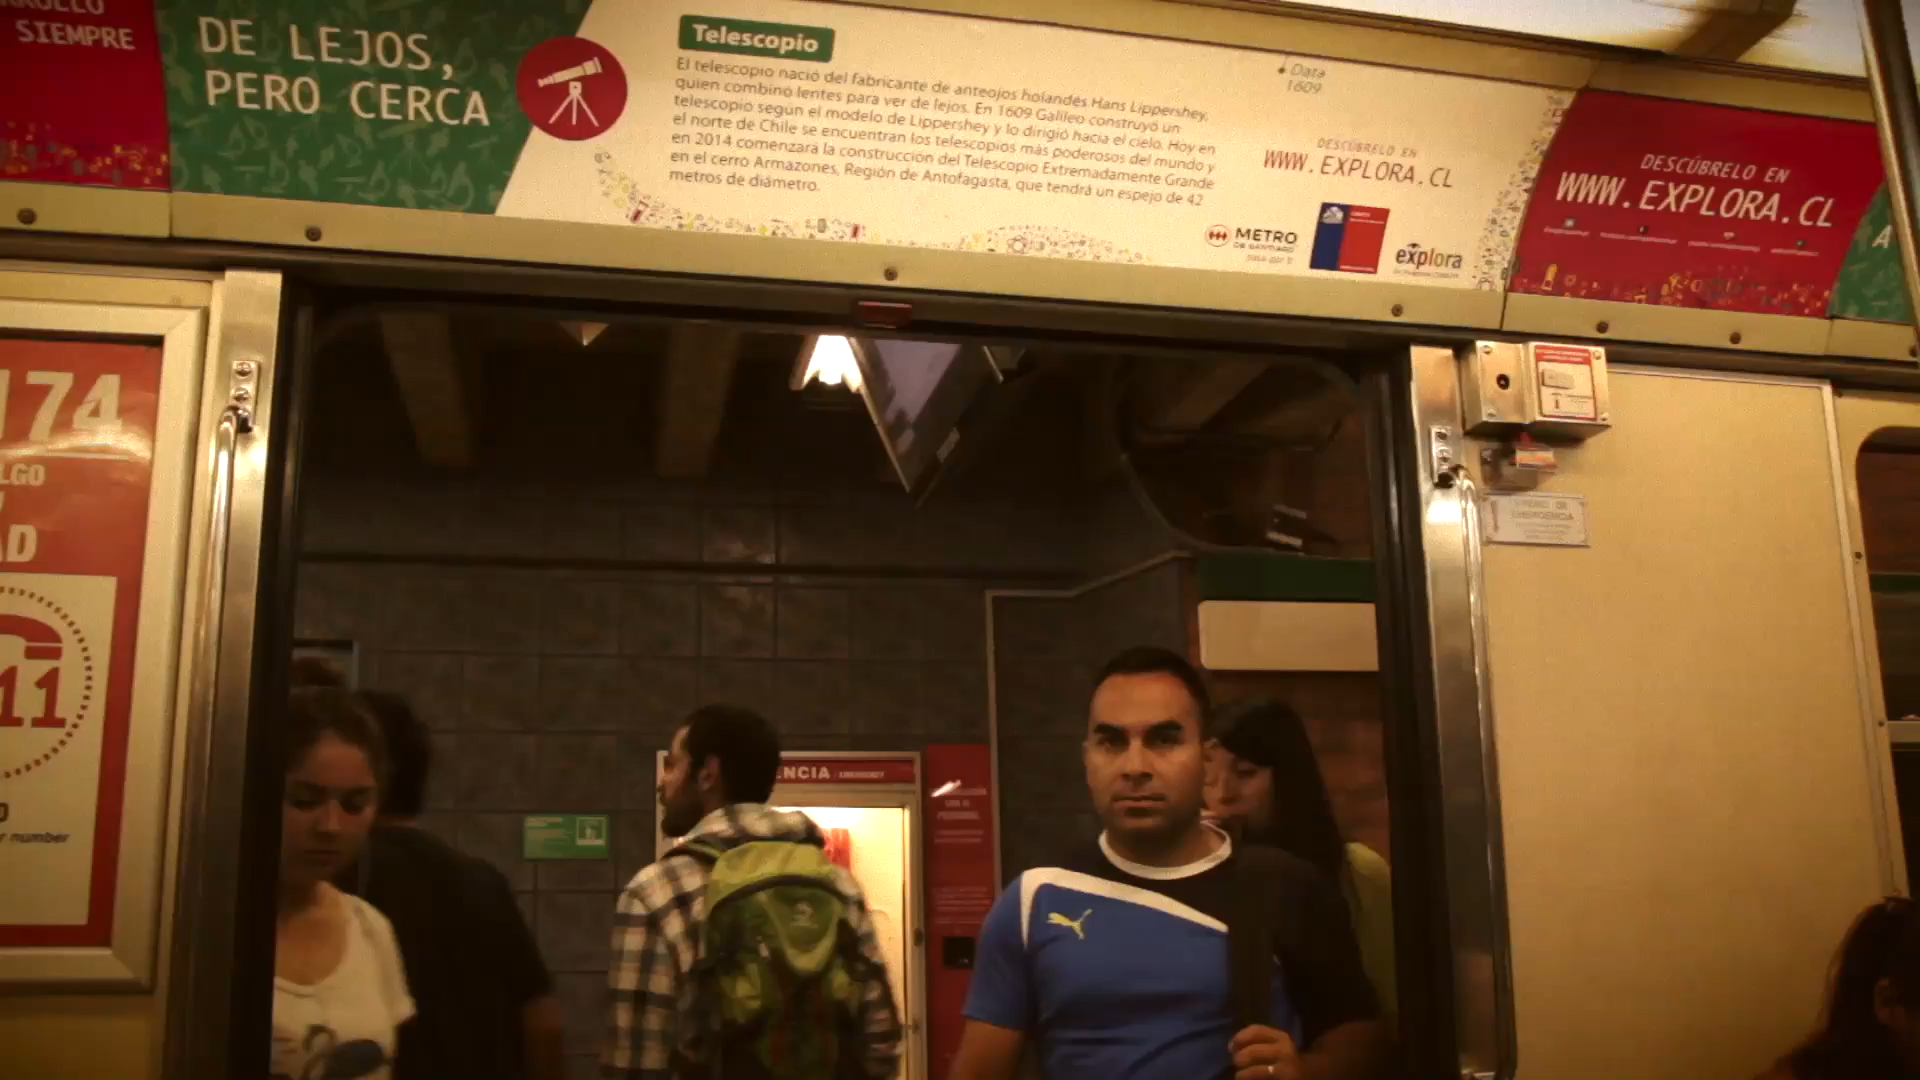 SIEMPRE
DE LEJOS,
PERO CERCA
Telescopio
El telescopio nació del fabricante de anteojos holandés Hans Lippershey,
quien combinó lentes para ver de lejos. En 1609 Galileo construyó un
telescopio según el modelo de Lippershey y lo dirigió hacia el cielo. Hoy en
el norte de Chile se encuentran los telescopios más poderosos del mundo y
en 2014 comenzará la construcción del Telescopio Extremadamente Grande
en el cerro Armazones, Región de Antofagasta, que tendrá un espejo de 42
metros de diámetro.
Data
1609
DESCÚBRELO EN
WWW.EXPLORA.CL
METRO
DE SANTIAGO
explora
DESCÚBRELO EN
WWW.EXPLORA.CL
A
174
LGO
AD
11
number
ENCIA
EMERGENCIA